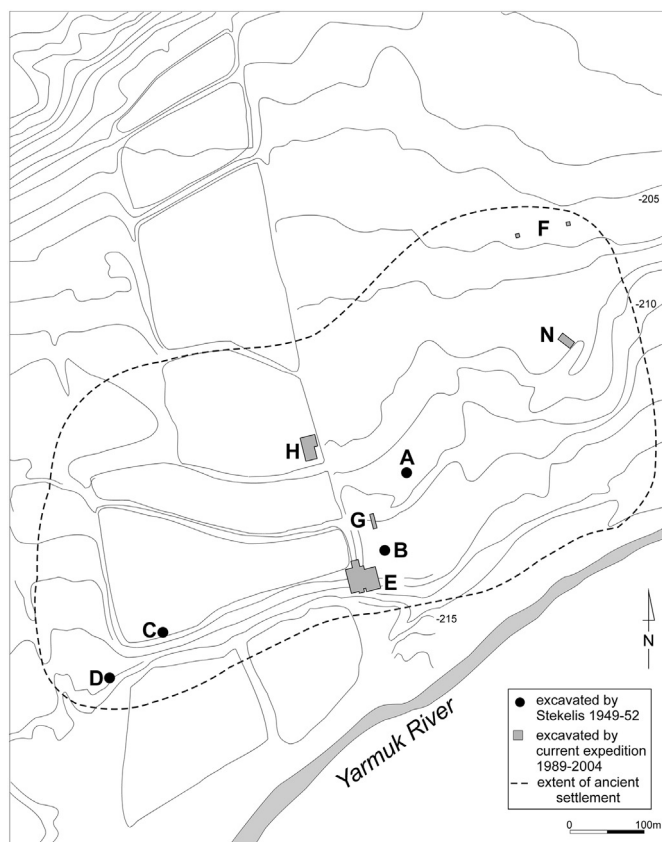 -205
F
-210
N
H
A
G
B
E
-215
C
D
N
Yarmuk River
excavated by
Stekelis 1949-52
excavated by
current expedition
1989-2004
extent of ancient
settlement
0 100m